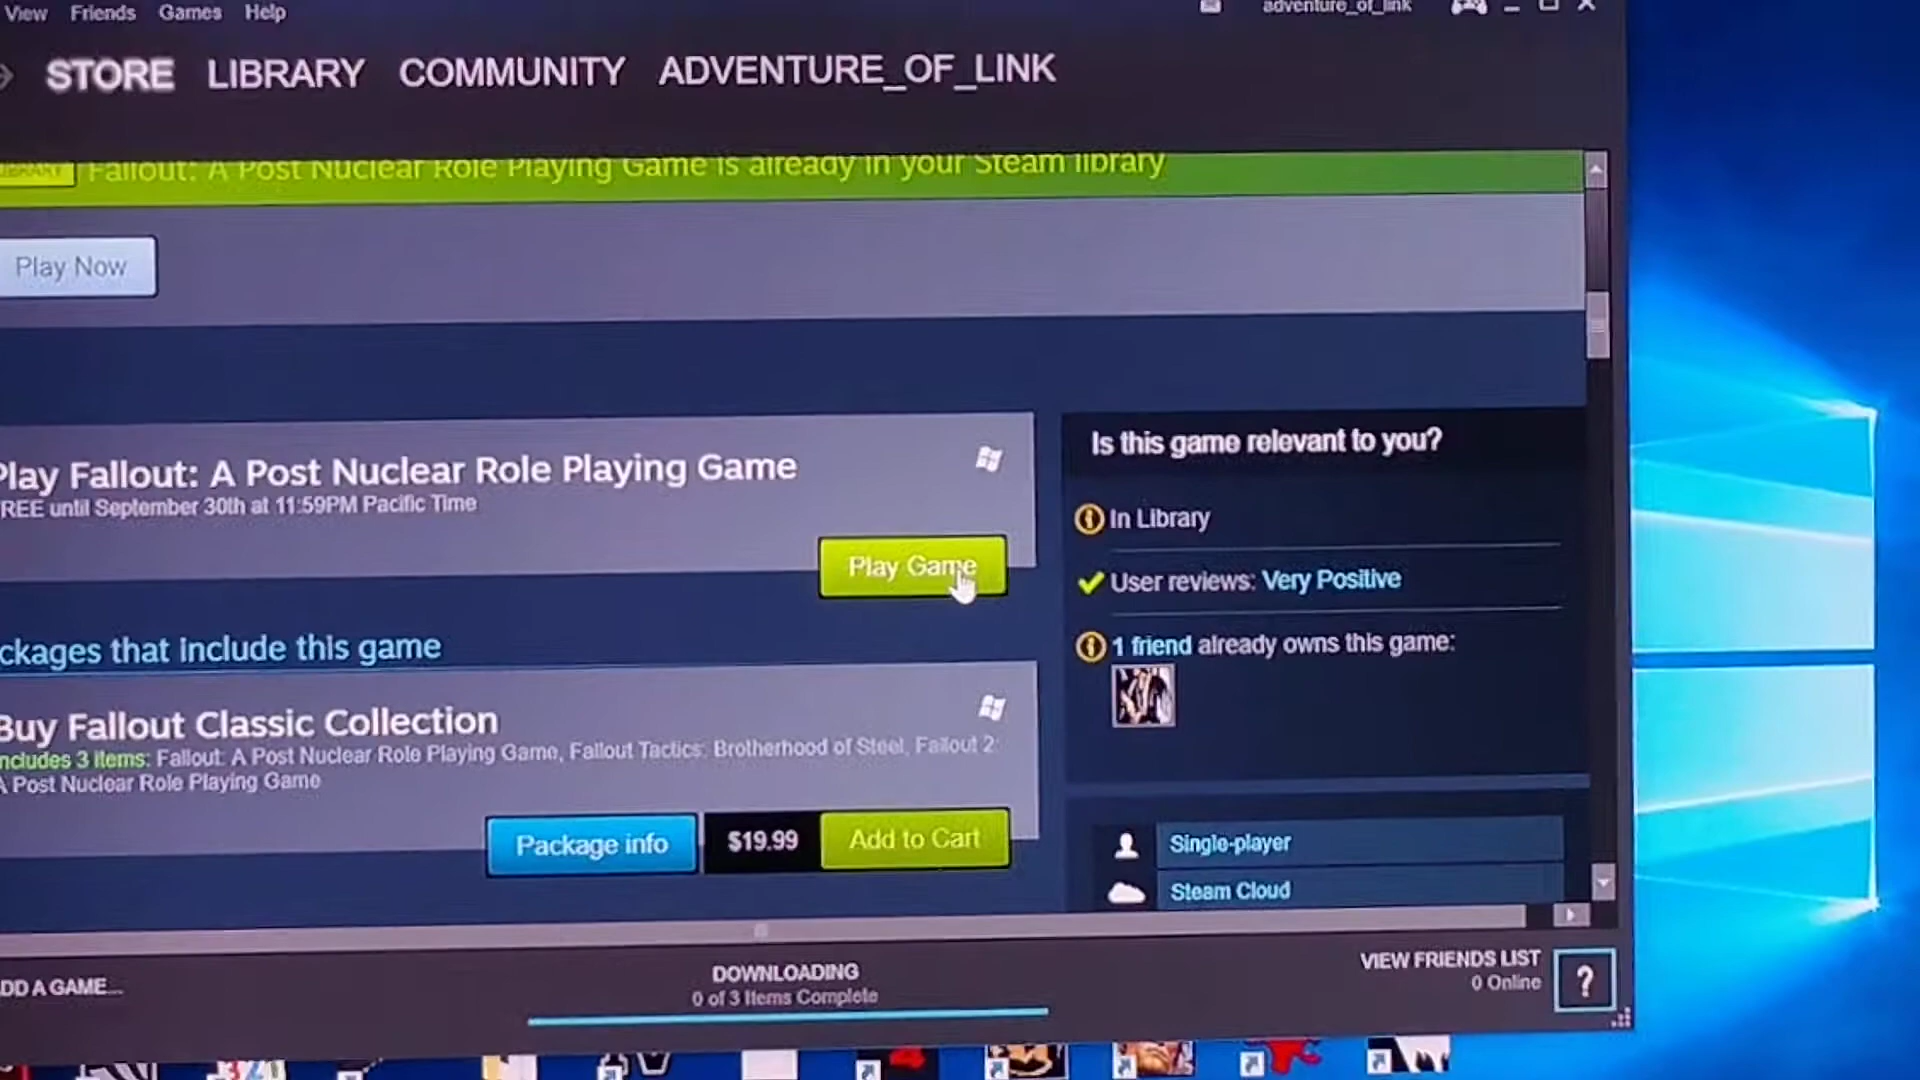 View Friends Games Help
adventure_of_link
STORE LIBRARY COMMUNITY ADVENTURE_OF_LINK
Fallout: A Post Nuclear Role Playing Game is already in your Steam library
Play Now
Play Fallout: A Post Nuclear Role Playing Game
REE until September 30th at 11:59PM Pacific Time
Play Game
ckages that include this game
Buy Fallout Classic Collection
ncludes 3 items: Fallout: A Post Nuclear Role Playing Game, Fallout Tactics: Brotherhood of Steel, Fallout 2:
A Post Nuclear Role Playing Game
Package info
$19.99
Add to Cart
Is this game relevant to you?
In Library
User reviews: Very Positive
1 friend already owns this game:
Single-player
Steam Cloud
DD A GAME...
DOWNLOADING
0 of 3 Items Complete
VIEW FRIENDS LIST
0 Online
?